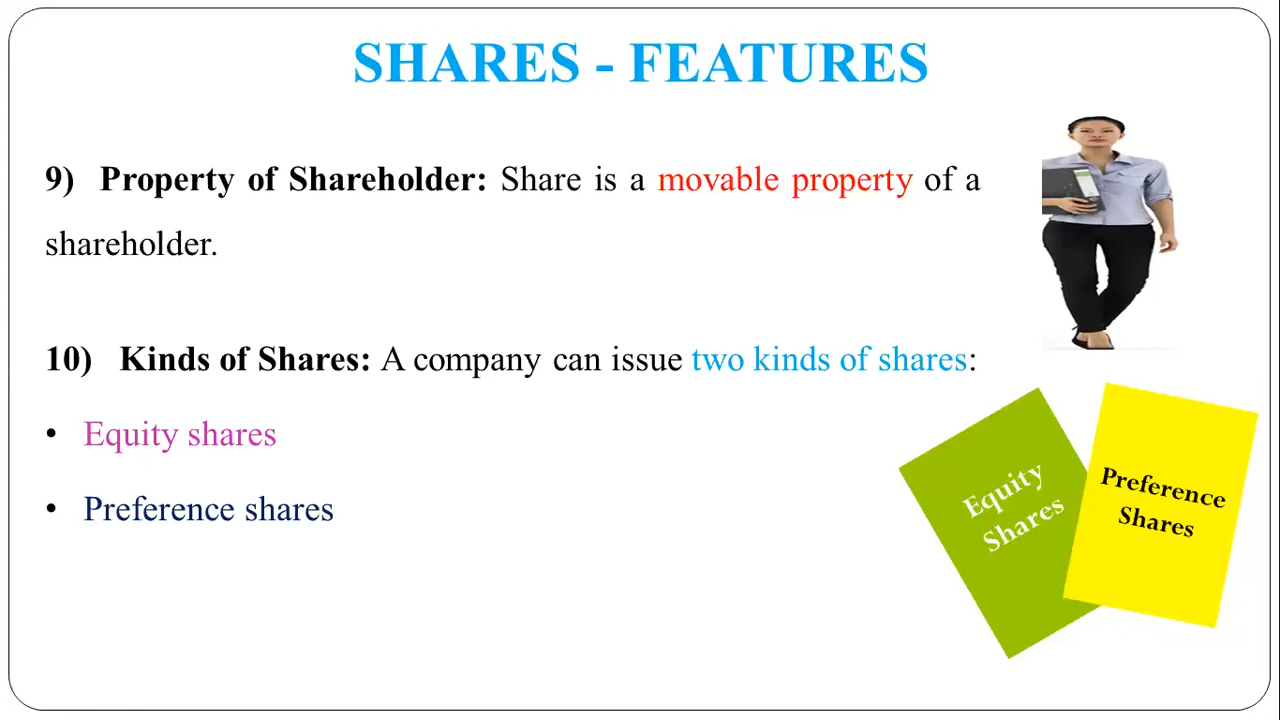 SHARES - FEATURES
9) Property of Shareholder: Share is a movable property of a
shareholder.
10) Kinds of Shares: A company can issue two kinds of shares:
• Equity shares
• Preference shares
Equity
Shares
Preference
Shares